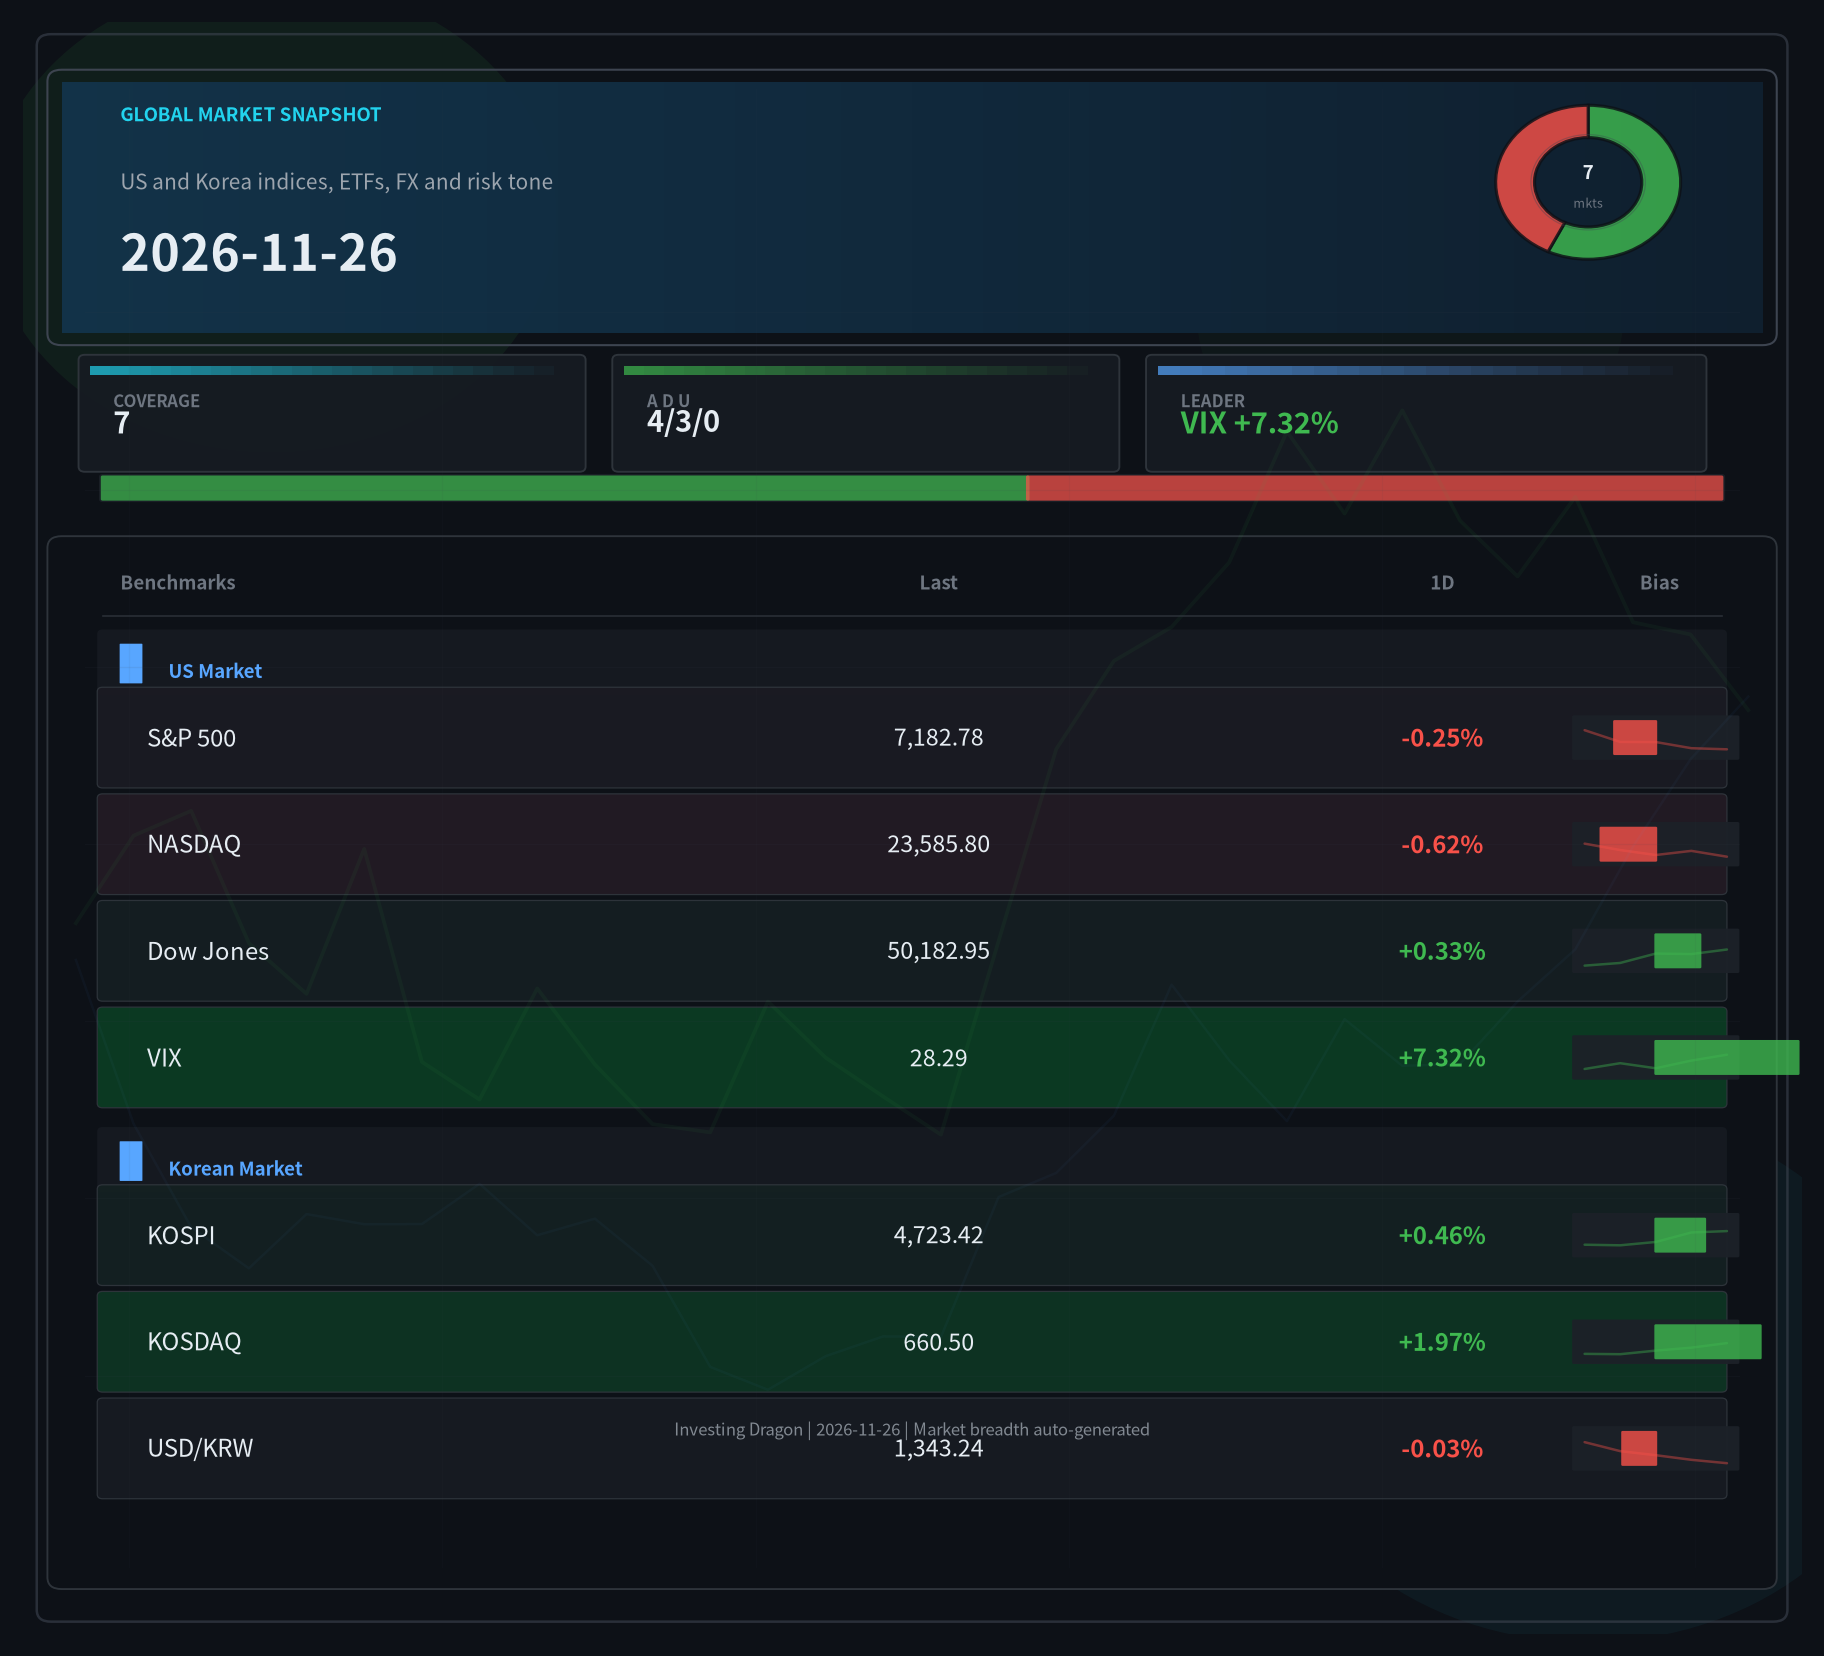 GLOBAL MARKET SNAPSHOT
US and Korea indices, ETFs, FX and risk tone
2026-11-26
7
mkts
COVERAGE
7
A D U
4/3/0
LEADER
VIX +7.32%
Benchmarks Last 1D Bias
US Market
S&P 500 7,182.78 -0.25%
NASDAQ 23,585.80 -0.62%
Dow Jones 50,182.95 +0.33%
VIX 28.29 +7.32%
Korean Market
KOSPI 4,723.42 +0.46%
KOSDAQ 660.50 +1.97%
Investing Dragon | 2026-11-26 | Market breadth auto-generated
USD/KRW 1,343.24 -0.03%